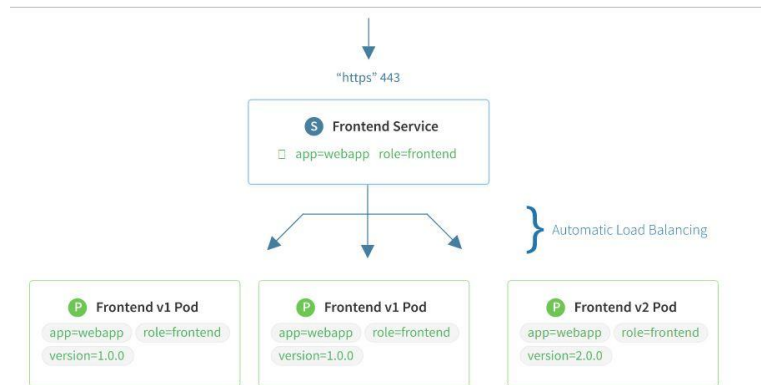 “https” 443
S Frontend Service
app=webapp role=frontend
Automatic Load Balancing
P Frontend v1 Pod
app=webapp role=frontend
version=1.0.0
P Frontend v1 Pod
app=webapp role=frontend
version=1.0.0
P Frontend v2 Pod
app=webapp role=frontend
version=2.0.0